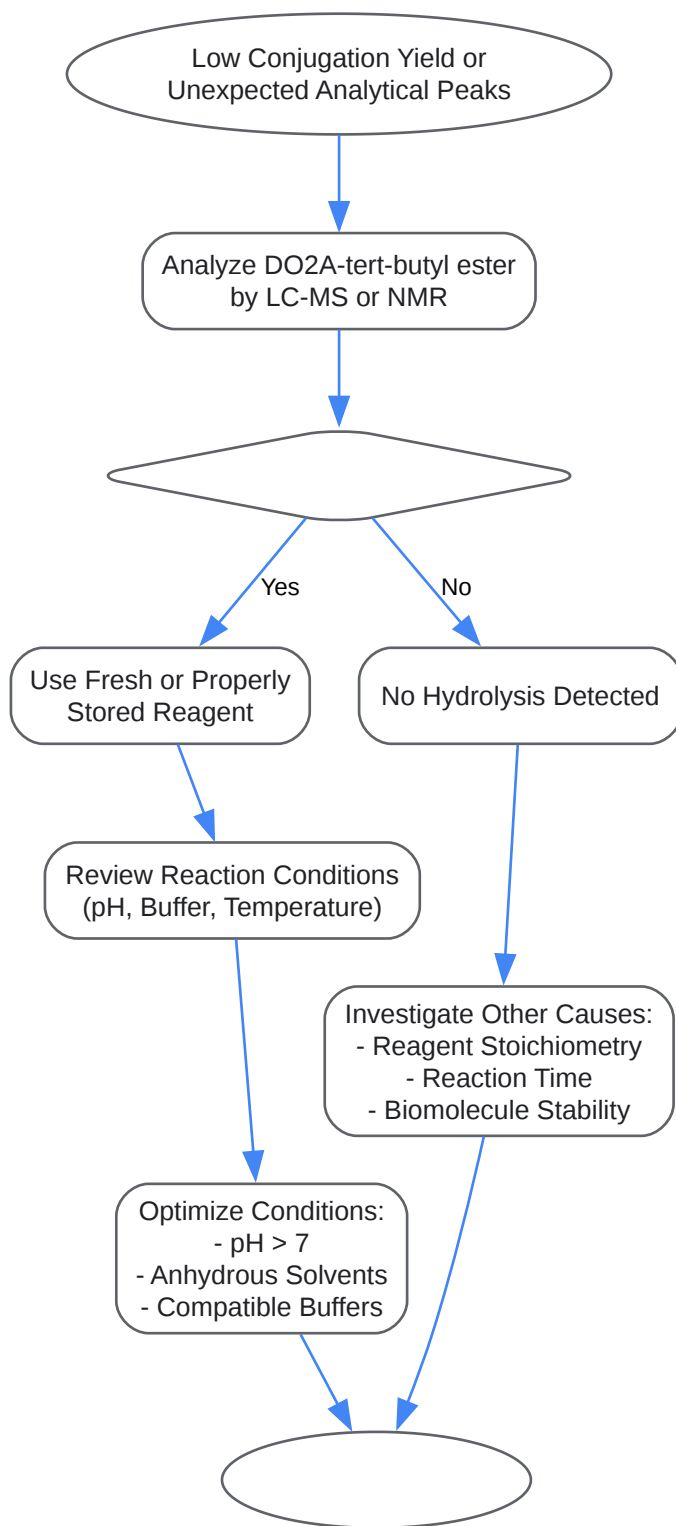 Low Conjugation Yield or
Unexpected Analytical Peaks
Analyze DO2A-tert-butyl ester
by LC-MS or NMR
Yes
No
Use Fresh or Properly
Stored Reagent
No Hydrolysis Detected
Review Reaction Conditions
(pH, Buffer, Temperature)
Investigate Other Causes:
- Reagent Stoichiometry
- Reaction Time
- Biomolecule Stability
Optimize Conditions:
- pH > 7
- Anhydrous Solvents
- Compatible Buffers